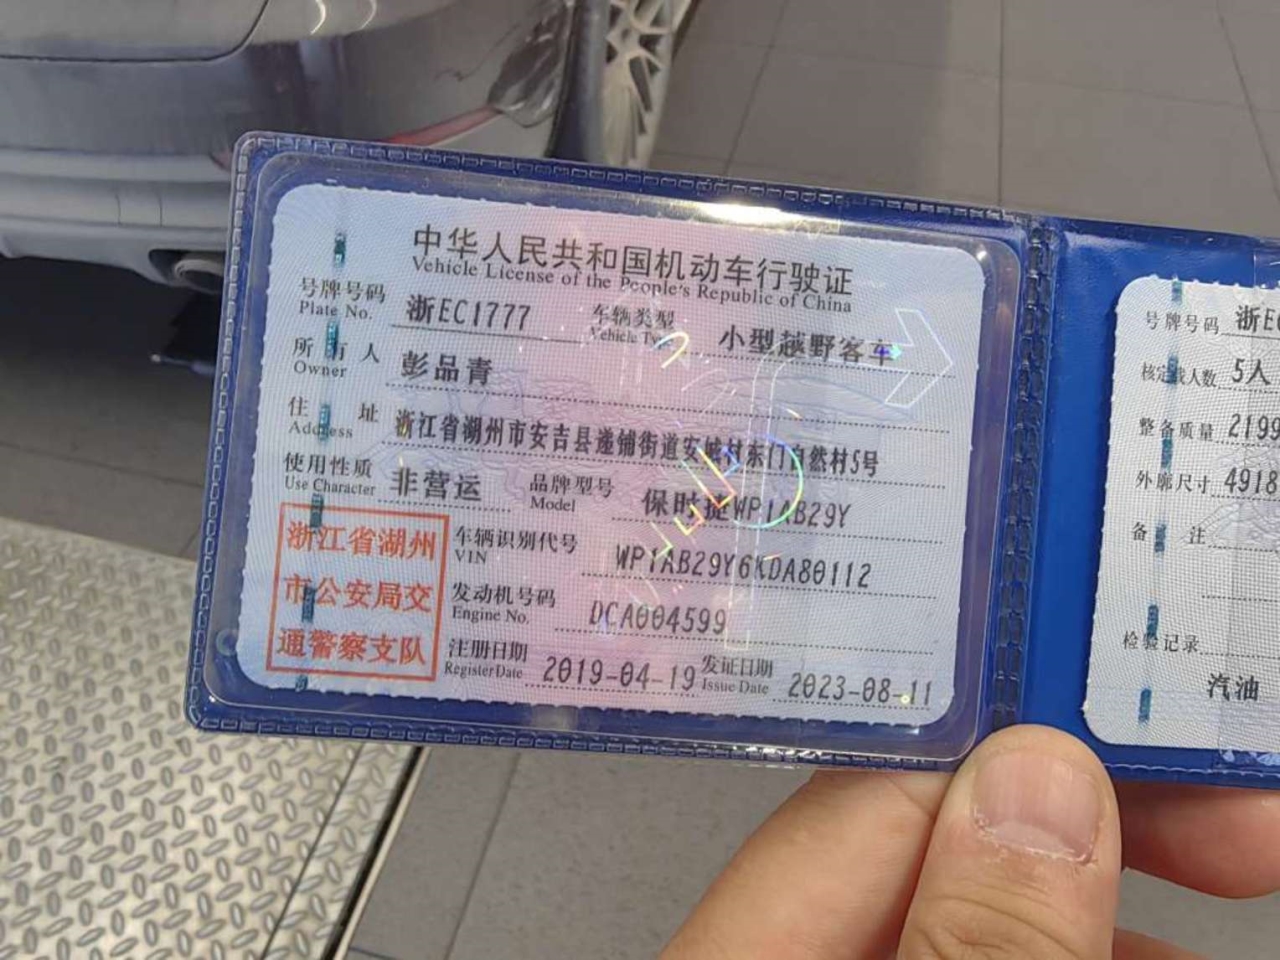 中华人民共和国机动车行驶证
Vehicle License of the People's Republic of China
号牌号码 浙EC1777 车辆类型 小型越野客车
Plate No. Vehicle Type
所有人 彭品青
Owner
住址 浙江省湖州市安吉县递铺街道安城村东门自然村5号
Address
使用性质 非营运 品牌型号 保时捷WP1AB29Y
Use Character Model
浙江省湖州
市公安局交
通警察支队
车辆识别代号 WP1AB29Y6KDA80112
VIN
发动机号码 DCA004599
Engine No.
注册日期 2019-04-19 发证日期 2023-08-11
Register Date Issue Date
号牌号码 浙E
核定载人数 5人
整备质量 2199
外廓尺寸 4918
备注
检验记录
汽油